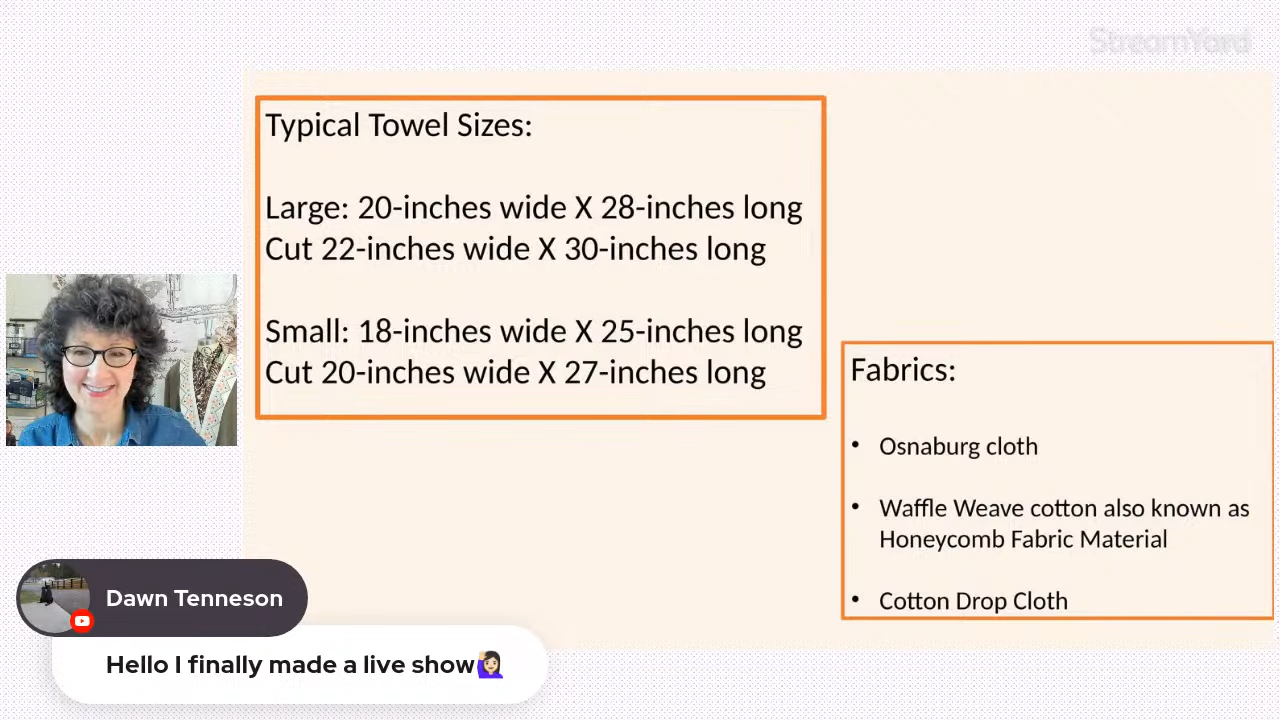 StreamYard
Typical Towel Sizes:
Large: 20-inches wide X 28-inches long
Cut 22-inches wide X 30-inches long
Small: 18-inches wide X 25-inches long
Cut 20-inches wide X 27-inches long
Fabrics:
• Osnaburg cloth
• Waffle Weave cotton also known as
Honeycomb Fabric Material
• Cotton Drop Cloth
Dawn Tenneson
Hello I finally made a live show🙋🏻‍♀️